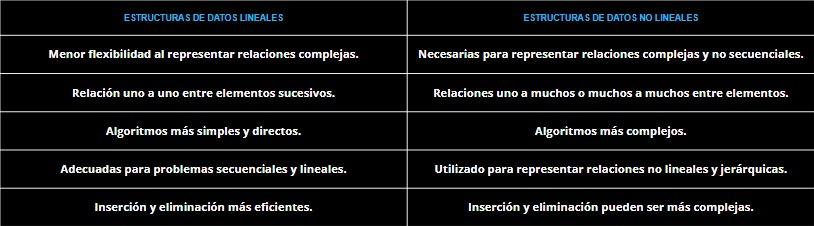 ESTRUCTURAS DE DATOS LINEALES
ESTRUCTURAS DE DATOS NO LINEALES
Menor flexibilidad al representar relaciones complejas.
Necesarias para representar relaciones complejas y no secuenciales.
Relación uno a uno entre elementos sucesivos.
Relaciones uno a muchos o muchos a muchos entre elementos.
Algoritmos más simples y directos.
Algoritmos más complejos.
Adecuadas para problemas secuenciales y lineales.
Utilizado para representar relaciones no lineales y jerárquicas.
Inserción y eliminación más eficientes.
Inserción y eliminación pueden ser más complejas.